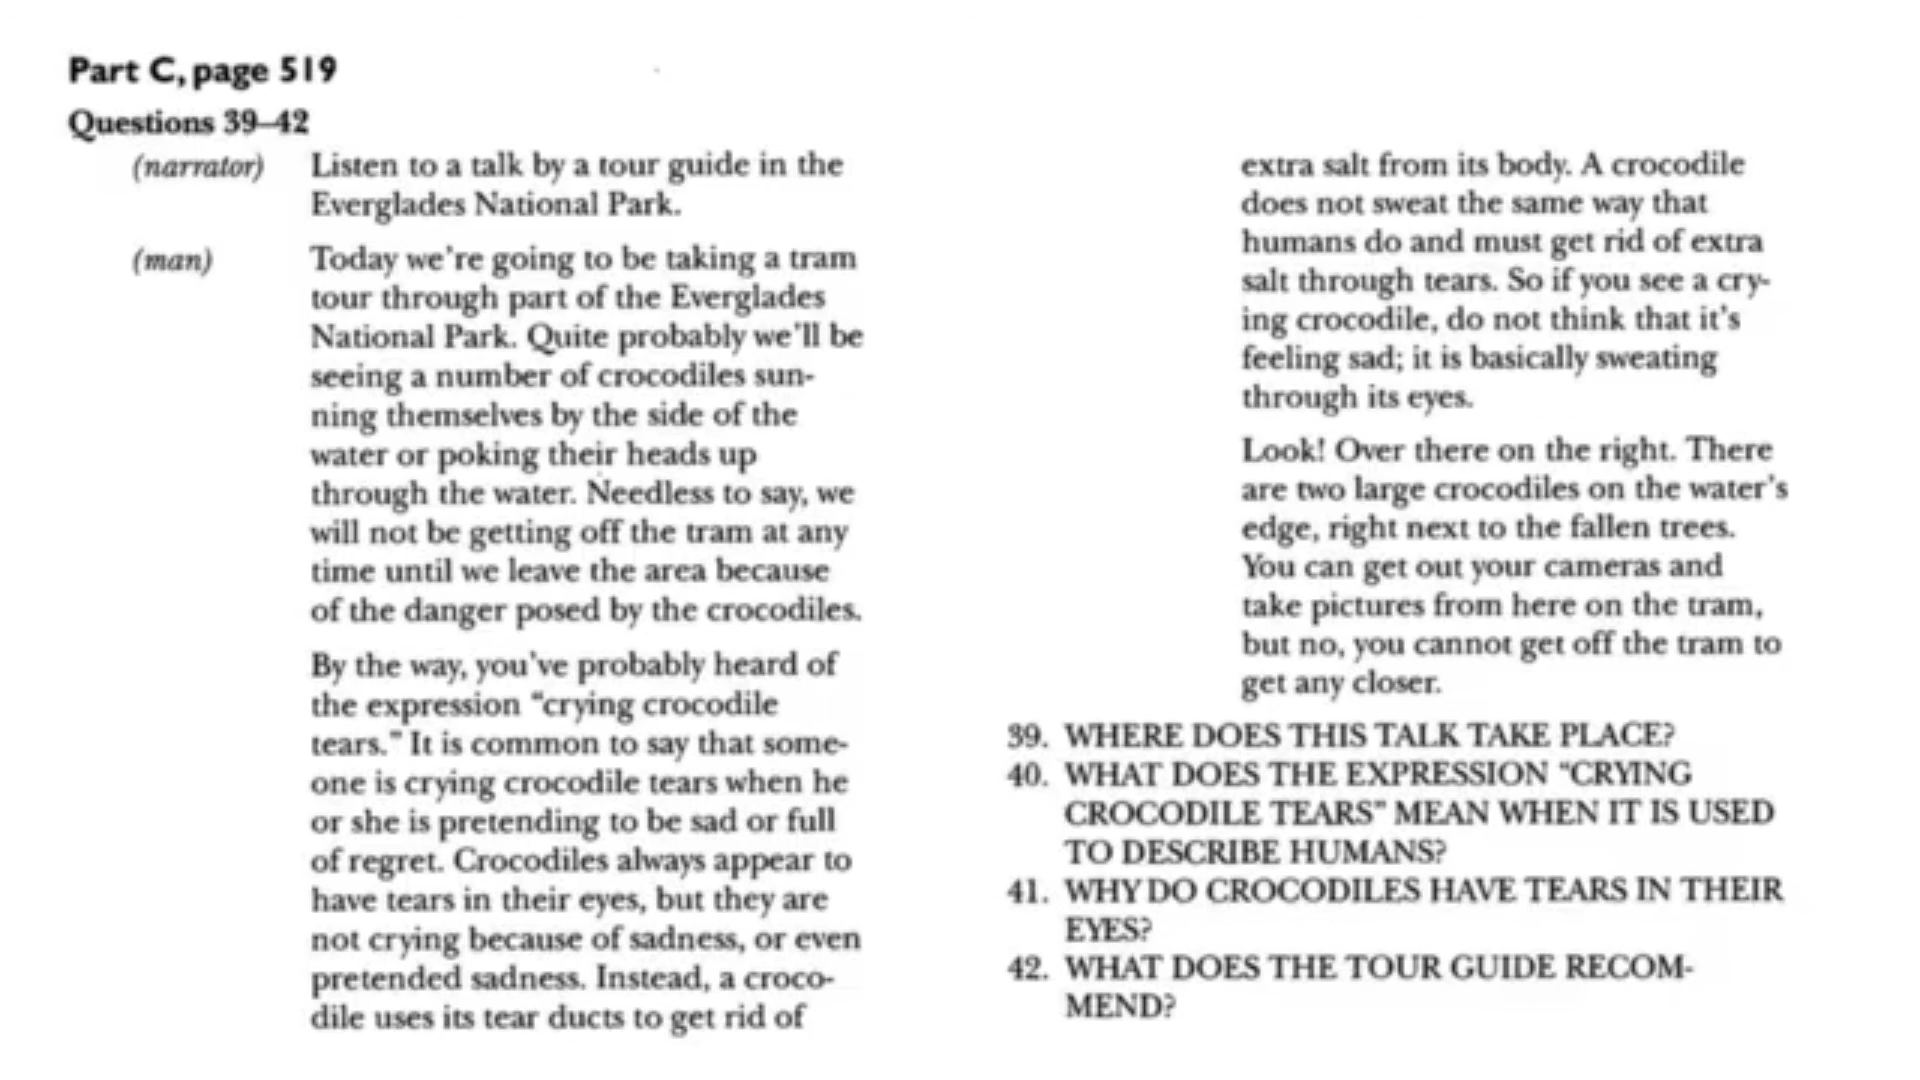 Part C, page 519
Questions 39–42
(narrator) Listen to a talk by a tour guide in the
Everglades National Park.
(man) Today we're going to be taking a tram
tour through part of the Everglades
National Park. Quite probably we'll be
seeing a number of crocodiles sun-
ning themselves by the side of the
water or poking their heads up
through the water. Needless to say, we
will not be getting off the tram at any
time until we leave the area because
of the danger posed by the crocodiles.
By the way, you've probably heard of
the expression "crying crocodile
tears." It is common to say that some-
one is crying crocodile tears when he
or she is pretending to be sad or full
of regret. Crocodiles always appear to
have tears in their eyes, but they are
not crying because of sadness, or even
pretended sadness. Instead, a croco-
dile uses its tear ducts to get rid of
extra salt from its body. A crocodile
does not sweat the same way that
humans do and must get rid of extra
salt through tears. So if you see a cry-
ing crocodile, do not think that it's
feeling sad; it is basically sweating
through its eyes.
Look! Over there on the right. There
are two large crocodiles on the water's
edge, right next to the fallen trees.
You can get out your cameras and
take pictures from here on the tram,
but no, you cannot get off the tram to
get any closer.
39. WHERE DOES THIS TALK TAKE PLACE?
40. WHAT DOES THE EXPRESSION "CRYING
CROCODILE TEARS" MEAN WHEN IT IS USED
TO DESCRIBE HUMANS?
41. WHY DO CROCODILES HAVE TEARS IN THEIR
EYES?
42. WHAT DOES THE TOUR GUIDE RECOM-
MEND?